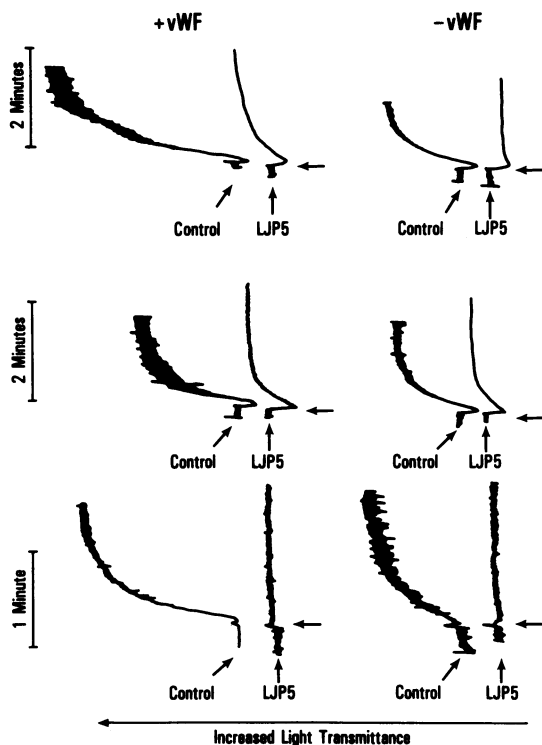 +vWF
-vWF
2 Minutes
Control
LJP5
Control
LJP5
2 Minutes
Control
LJP5
Control
LJP5
1 Minute
Control
LJP5
Control
LJP5
Increased Light Transmittance